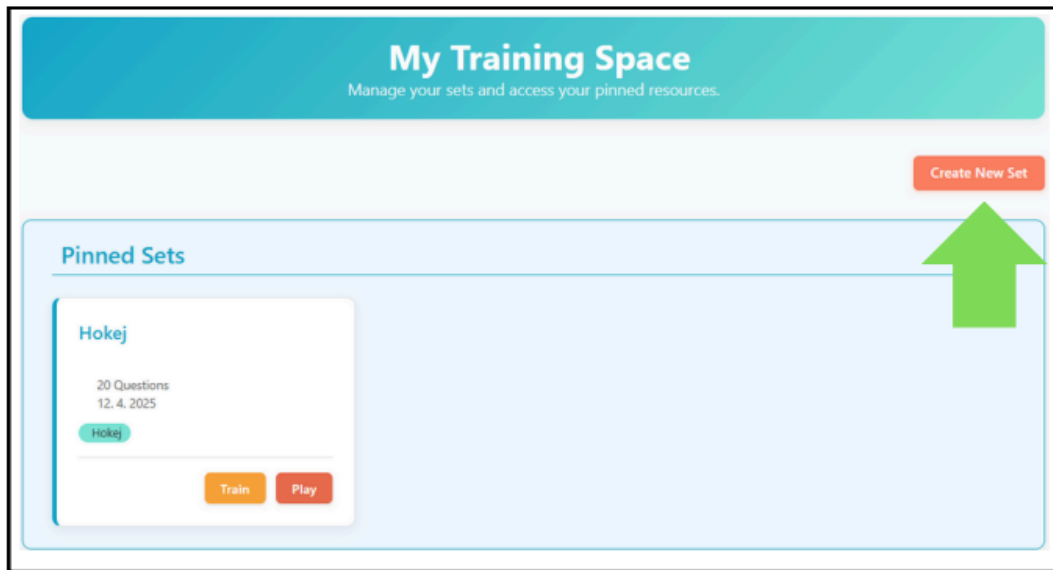 My Training Space
Manage your sets and access your pinned resources.
Create New Set
Pinned Sets
Hokej
20 Questions
12. 4. 2025
Hokej
Train
Play